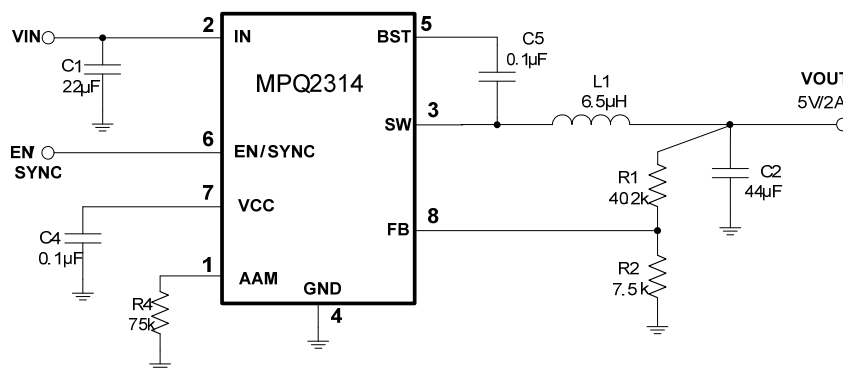 VIN
2
IN
C1
22µF
MPQ2314
BST
5
C5
0.1µF
SW
3
L1
6.5µH
VOUT
5V/2A
EN/
SYNC
6
EN/SYNC
7
VCC
C4
0.1µF
R1
40.2k
C2
44µF
FB
8
1
AAM
R4
75k
GND
4
R2
7.5k